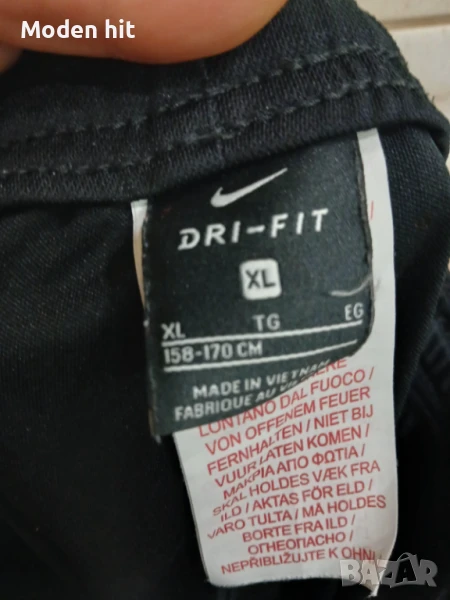 Moden hit
DRI-FIT
XL
XL TG EG
158-170 CM
MADE IN VIETNAM
FABRIQUE AU
LONTANO DAL FUOCO/
VON OFFENEM FEUER
FERNHALTEN / NIET BIJ
VUUR LATEN KOMEN /
ΜΑΚΡΙΑ ΑΠΟ ΦΩΤΙΑ /
SKAL HOLDES VÆK FRA
ILD / AKTAS FÖR ELD /
VARO TULTA / MÅ HOLDES
BORTE FRA ILD /
ОГНЕОПАСНО /
NEPŘIBLIŽUJTE K OHNI
BAZAR